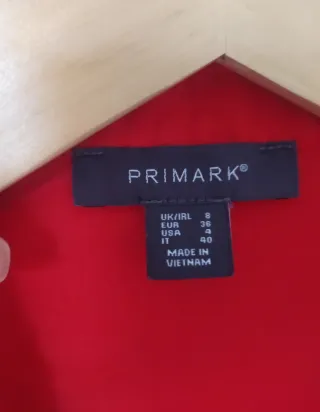 PRIMARK®
UK/IRL 8
EUR 36
USA 4
IT 40
MADE IN
VIETNAM